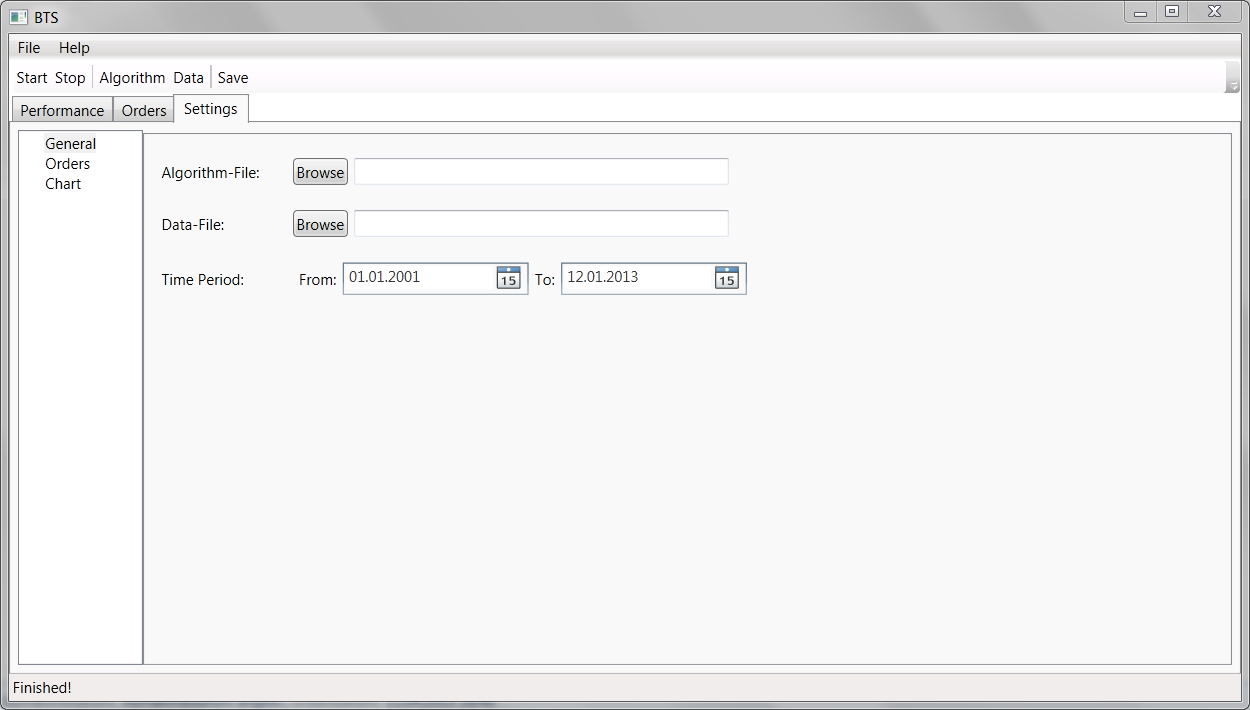 BTS
File Help
Start Stop Algorithm Data Save
Performance Orders Settings
General
Orders
Chart
Algorithm-File: Browse
Data-File: Browse
Time Period: From: 01.01.2001 15 To: 12.01.2013 15
Finished!